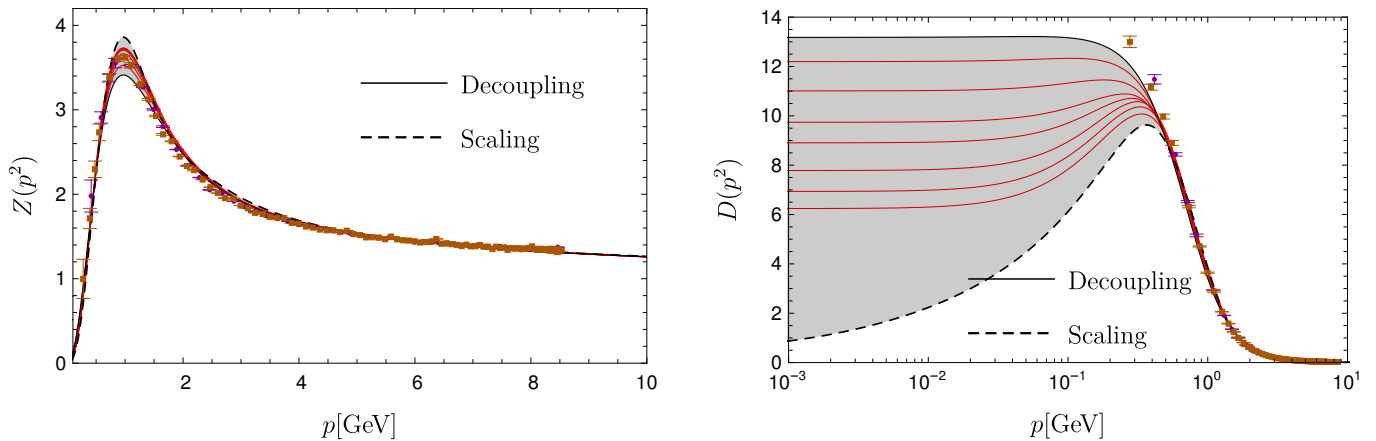 Z(p²)
4
3
2
1
0
Decoupling
Scaling
2 4 6 8 10
p[GeV]
D(p²)
14
12
10
8
6
4
2
0
Decoupling
Scaling
10⁻³ 10⁻² 10⁻¹ 10⁰ 10¹
p[GeV]